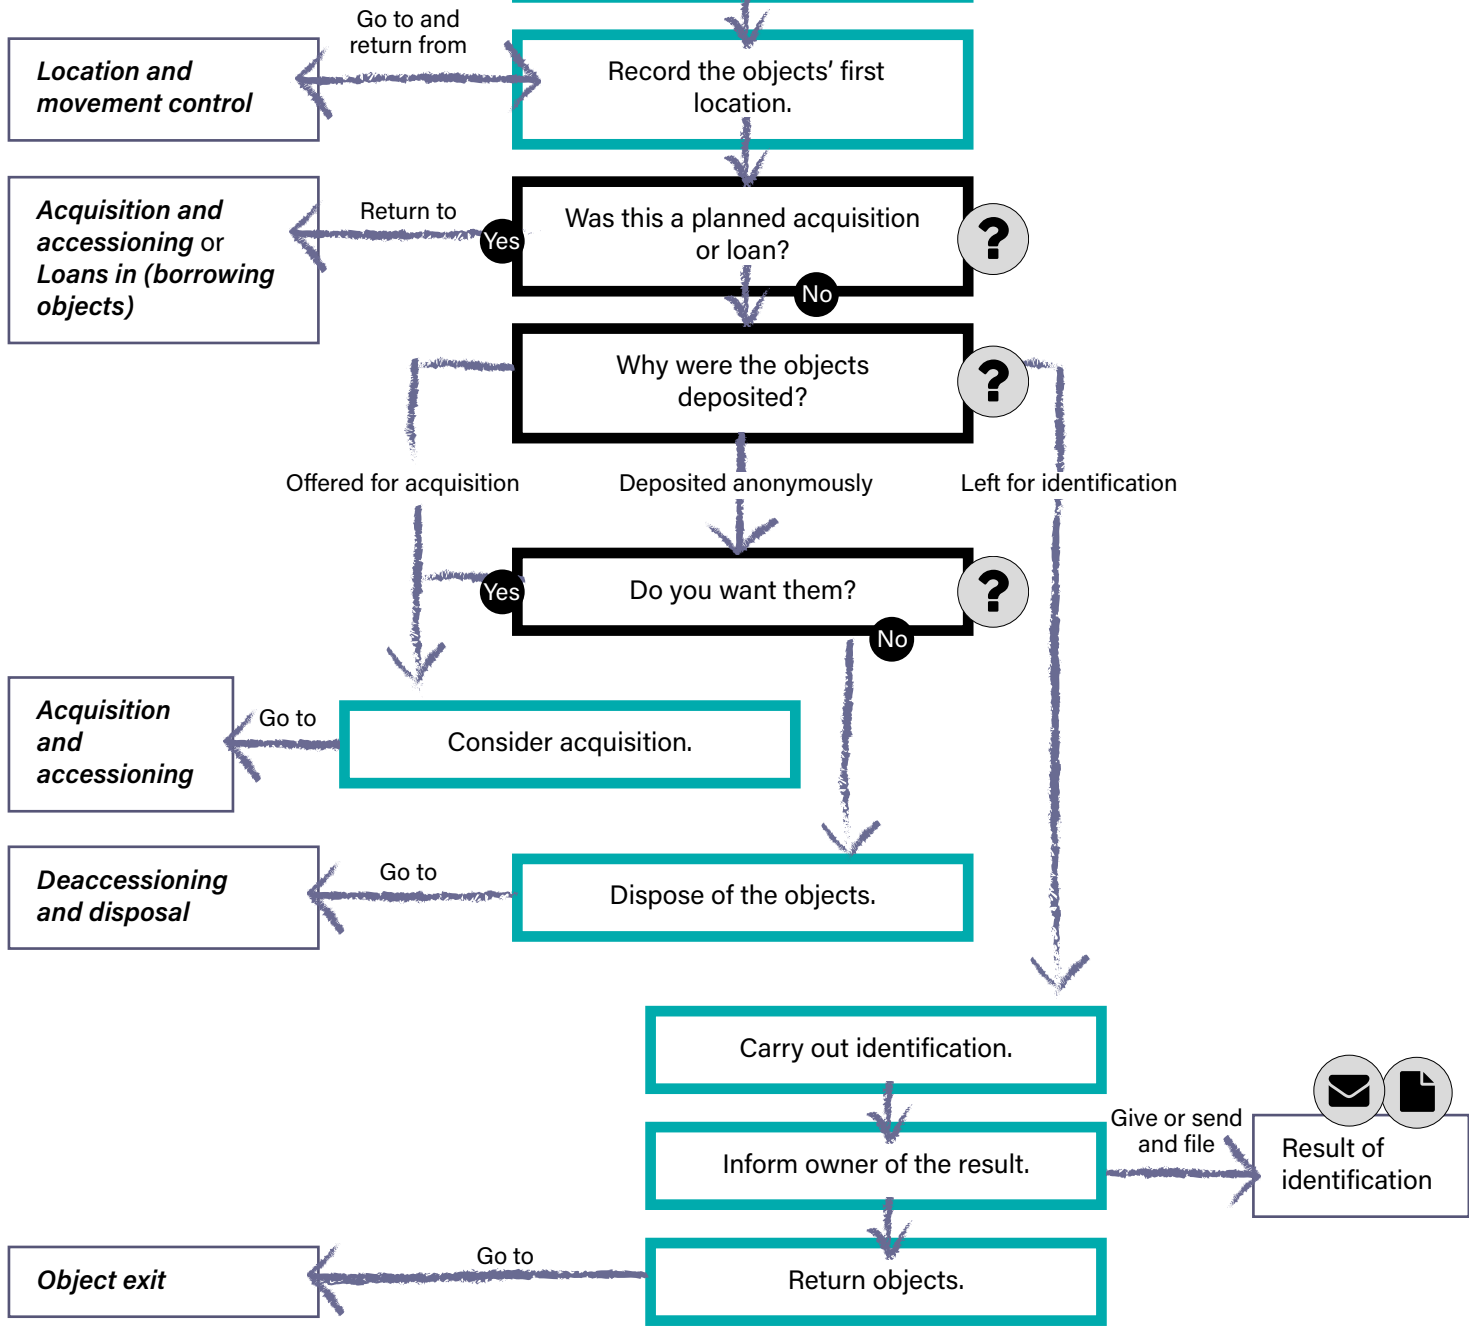 Go to and
return from
Location and
movement control
Record the objects’ first
location.
Acquisition and
accessioning or
Loans in (borrowing
objects)
Return to
Yes
Was this a planned acquisition
or loan?
?
No
Why were the objects
deposited?
?
Offered for acquisition
Deposited anonymously
Left for identification
Yes
Do you want them?
?
No
Acquisition
and
accessioning
Go to
Consider acquisition.
Deaccessioning
and disposal
Go to
Dispose of the objects.
Carry out identification.
Inform owner of the result.
Give or send
and file
Result of
identification
Object exit
Go to
Return objects.